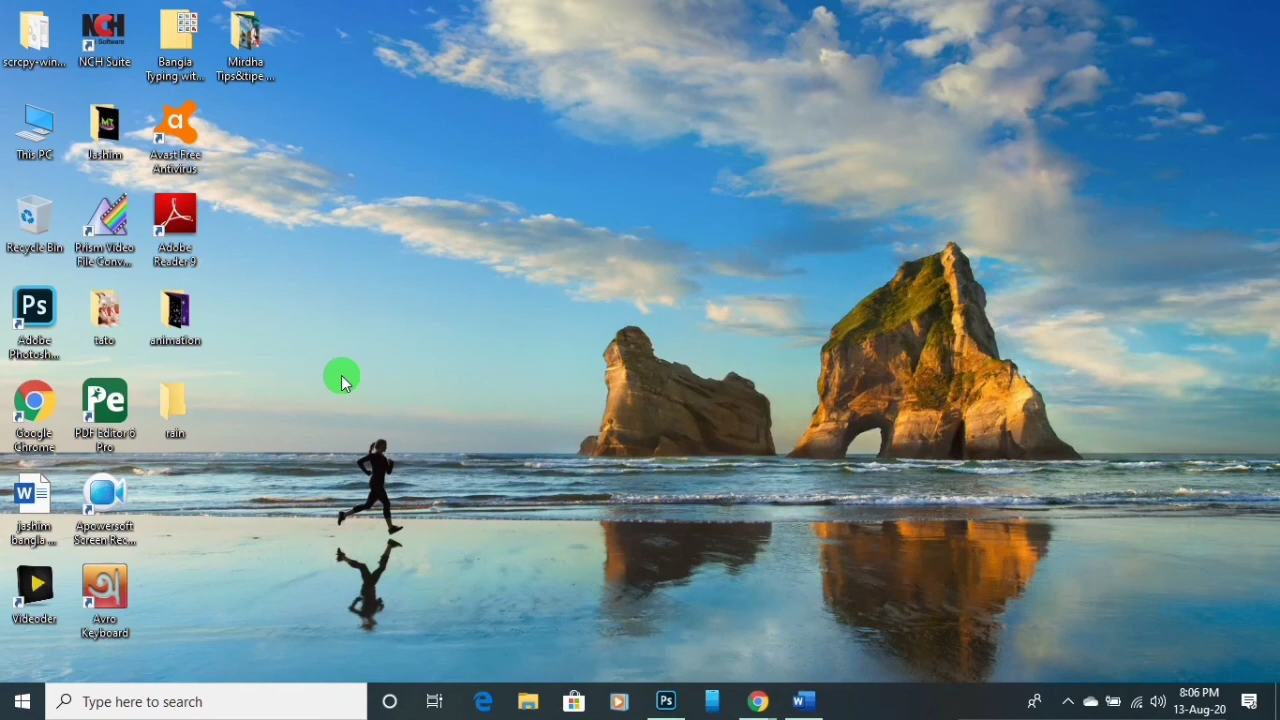 scrcpy-win...
NCH Suite
Bangla
Typing wit...
Mirdha
Tips&tipe ...
This PC
Jashim
Avast Free
Antivirus
Recycle Bin
Prism Video
File Conv...
Adobe
Reader 9
Adobe
Photosh...
tato
animation
Google
Chrome
PDF Editor 6
Pro
rain
jashim
bangla ...
Apowersoft
Screen Rec...
Videoder
Avro
Keyboard
Type here to search
8:06 PM
13-Aug-20